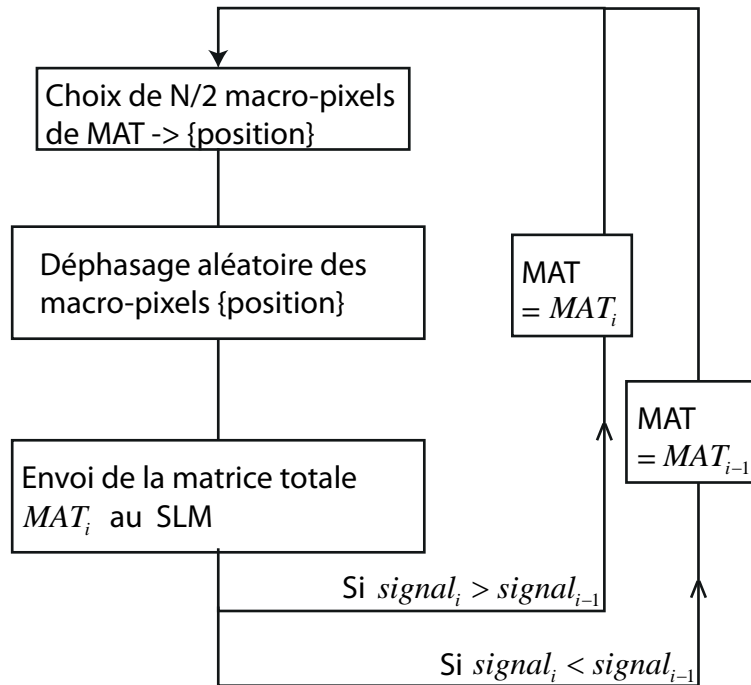 Choix de N/2 macro-pixels
de MAT -> {position}
Déphasage aléatoire des
macro-pixels {position}
MAT
= MAT_i
MAT
= MAT_{i-1}
Envoi de la matrice totale
MAT_i au SLM
Si signal_i > signal_{i-1}
Si signal_i < signal_{i-1}